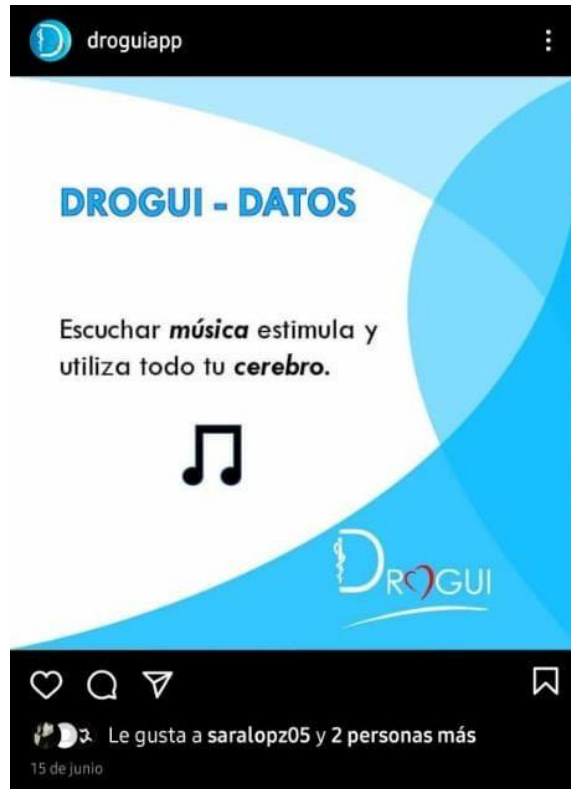 droguiapp
DROGUI - DATOS
Escuchar música estimula y
utiliza todo tu cerebro.
DROGUI
Le gusta a saralopz05 y 2 personas más
15 de junio